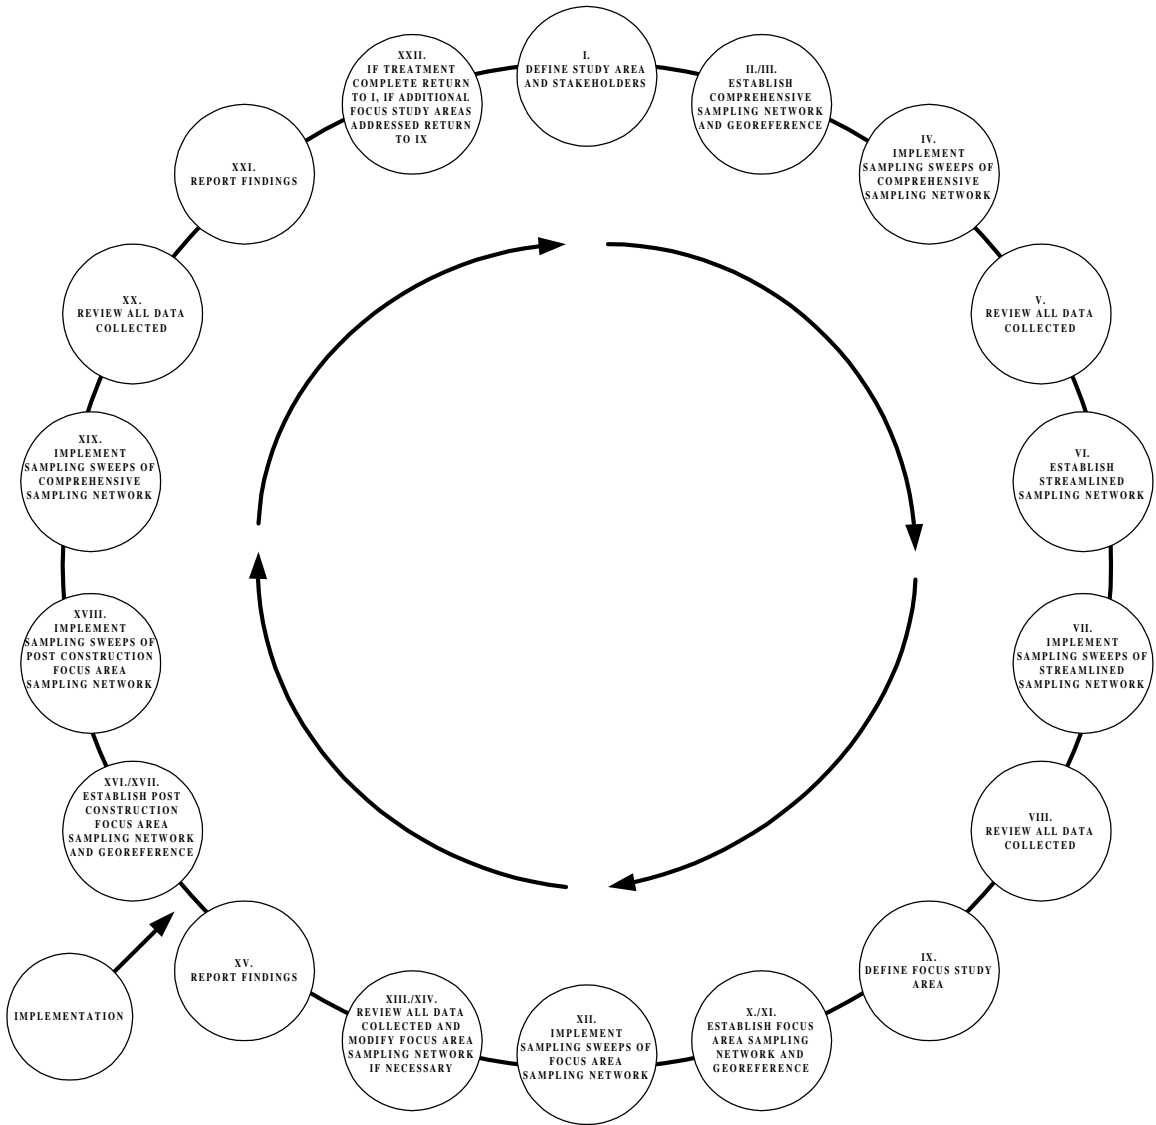 I.
DEFINE STUDY AREA
AND STAKEHOLDERS
II./III.
ESTABLISH
COMPREHENSIVE
SAMPLING NETWORK
AND GEOREFERENCE
IV.
IMPLEMENT
SAMPLING SWEEPS OF
COMPREHENSIVE
SAMPLING NETWORK
V.
REVIEW ALL DATA
COLLECTED
VI.
ESTABLISH
STREAMLINED
SAMPLING NETWORK
VII.
IMPLEMENT
SAMPLING SWEEPS OF
STREAMLINED
SAMPLING NETWORK
VIII.
REVIEW ALL DATA
COLLECTED
IX.
DEFINE FOCUS STUDY
AREA
X./XI.
ESTABLISH FOCUS
AREA SAMPLING
NETWORK AND
GEOREFERENCE
XII.
IMPLEMENT
SAMPLING SWEEPS OF
FOCUS AREA
SAMPLING NETWORK
XIII./XIV.
REVIEW ALL DATA
COLLECTED AND
MODIFY FOCUS AREA
SAMPLING NETWORK
IF NECESSARY
XV.
REPORT FINDINGS
IMPLEMENTATION
XVI./XVII.
ESTABLISH POST
CONSTRUCTION
FOCUS AREA
SAMPLING NETWORK
AND GEOREFERENCE
XVIII.
IMPLEMENT
SAMPLING SWEEPS OF
POST CONSTRUCTION
FOCUS AREA
SAMPLING NETWORK
XIX.
IMPLEMENT
SAMPLING SWEEPS OF
COMPREHENSIVE
SAMPLING NETWORK
XX.
REVIEW ALL DATA
COLLECTED
XXI.
REPORT FINDINGS
XXII.
IF TREATMENT
COMPLETE RETURN
TO I, IF ADDITIONAL
FOCUS STUDY AREAS
ADDRESSED RETURN
TO IX